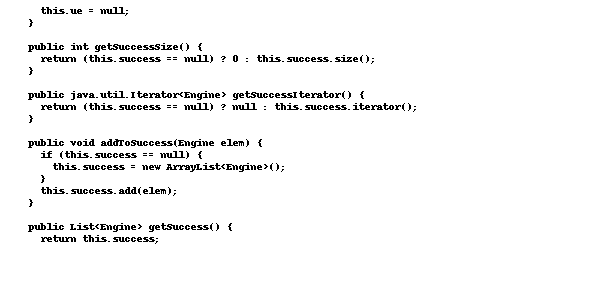 this.ue = null;
}
public int getSuccessSize() {
return (this.success == null) ? 0 : this.success.size();
}
public java.util.Iterator<Engine> getSuccessIterator() {
return (this.success == null) ? null : this.success.iterator();
}
public void addToSuccess(Engine elem) {
if (this.success == null) {
this.success = new ArrayList<Engine>();
}
this.success.add(elem);
}
public List<Engine> getSuccess() {
return this.success;